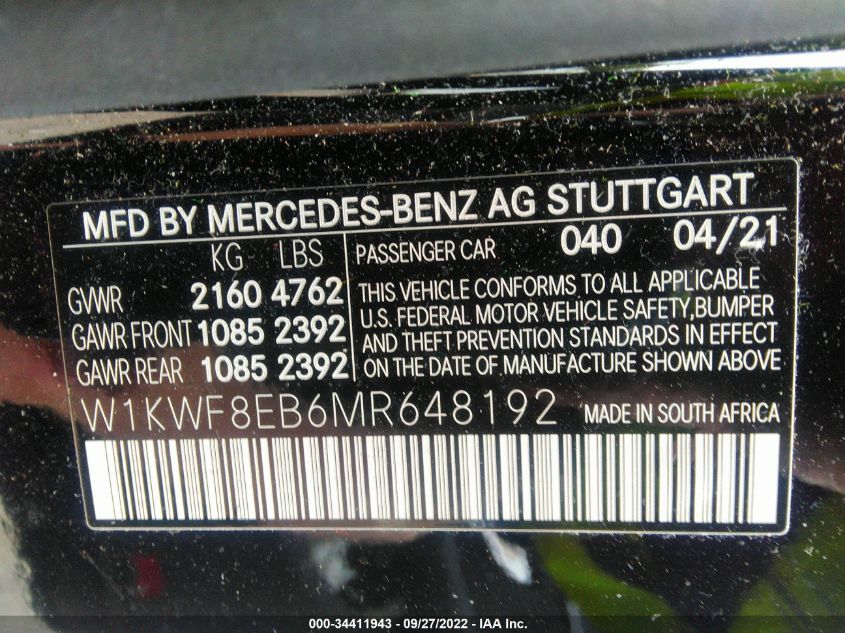 MFD BY MERCEDES-BENZ AG STUTTGART
KG LBS
PASSENGER CAR 040 04/21
GVWR 2160 4762
GAWR FRONT 1085 2392
GAWR REAR 1085 2392
THIS VEHICLE CONFORMS TO ALL APPLICABLE
U.S. FEDERAL MOTOR VEHICLE SAFETY, BUMPER
AND THEFT PREVENTION STANDARDS IN EFFECT
ON THE DATE OF MANUFACTURE SHOWN ABOVE
W1KWF8EB6MR648192 MADE IN SOUTH AFRICA
000-34411943 - 09/27/2022 - IAA Inc.